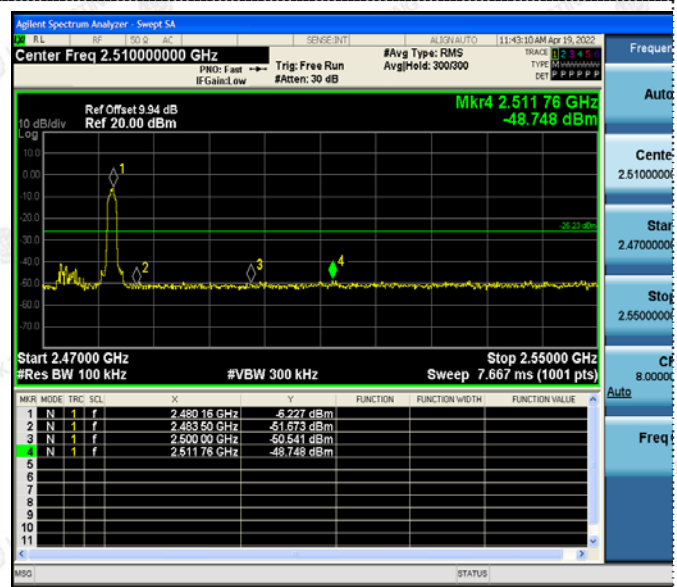 Agilent Spectrum Analyzer - Swept SA
RL RF 50 Ω AC SENSE:INT ALIGN AUTO 11:43:10 AM Apr 19, 2022
Center Freq 2.510000000 GHz
PNO: Fast Trig: Free Run #Avg Type: RMS TRACE 1 2 3 4 5 6
IFGain:Low #Atten: 30 dB Avg|Hold: 300/300 TYPE M
DET P P P P P P
Mkr4 2.511 76 GHz
-48.748 dBm
Ref Offset 9.94 dB
10 dB/div Ref 20.00 dBm
Log
10.0
0.00
-10.0
-20.0
-30.0
-40.0
-50.0
-60.0
-70.0
1
2
3
4
-26.23 dBm
Start 2.47000 GHz Stop 2.55000 GHz
#Res BW 100 kHz #VBW 300 kHz Sweep 7.667 ms (1001 pts)
MKR MODE TRC SCL X Y FUNCTION FUNCTION WIDTH FUNCTION VALUE
1 N 1 f 2.480 16 GHz -6.227 dBm
2 N 1 f 2.483 50 GHz -51.673 dBm
3 N 1 f 2.500 00 GHz -50.541 dBm
4 N 1 f 2.511 76 GHz -48.748 dBm
5
6
7
8
9
10
11
MSG STATUS
Frequen
Auto
Cente
2.51000000
Star
2.47000000
Sto
2.55000000
CF
8.00000
Auto
Freq